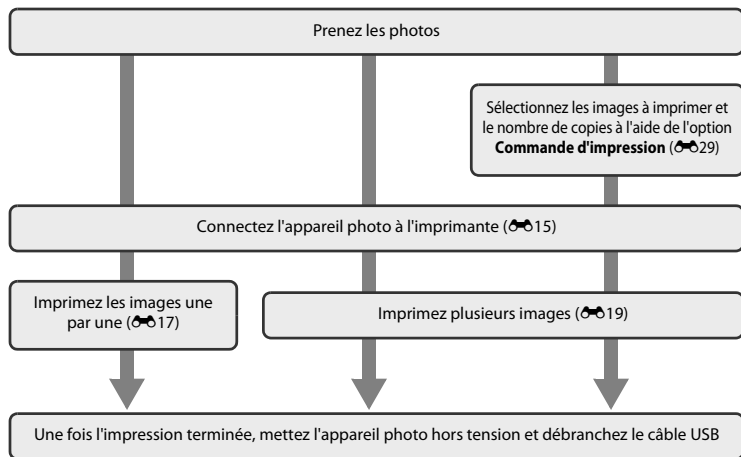 Prenez les photos
Sélectionnez les images à imprimer et
le nombre de copies à l'aide de l'option
Commande d'impression (29)
Connectez l'appareil photo à l'imprimante (15)
Imprimez les images une
par une (17)
Imprimez plusieurs images (19)
Une fois l'impression terminée, mettez l'appareil photo hors tension et débranchez le câble USB